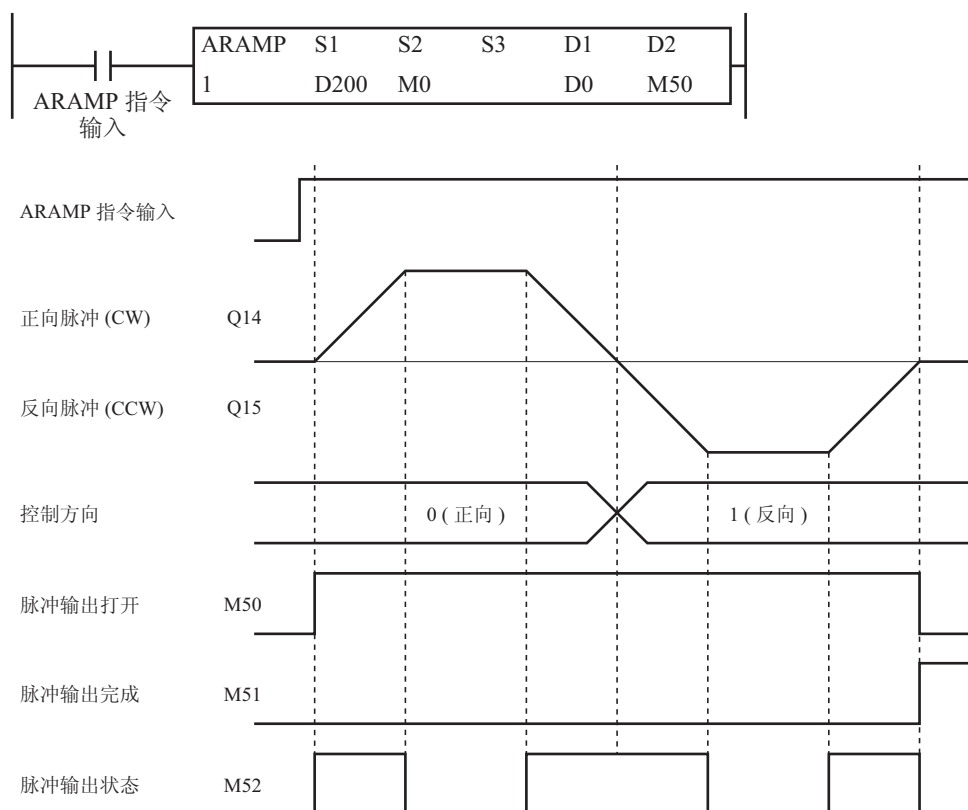 ARAMP S1 S2 S3 D1 D2
1 D200 M0 D0 M50
ARAMP 指令
输入
ARAMP 指令输入
正向脉冲 (CW) Q14
反向脉冲 (CCW) Q15
控制方向 0 ( 正向 ) 1 ( 反向 )
脉冲输出打开 M50
脉冲输出完成 M51
脉冲输出状态 M52